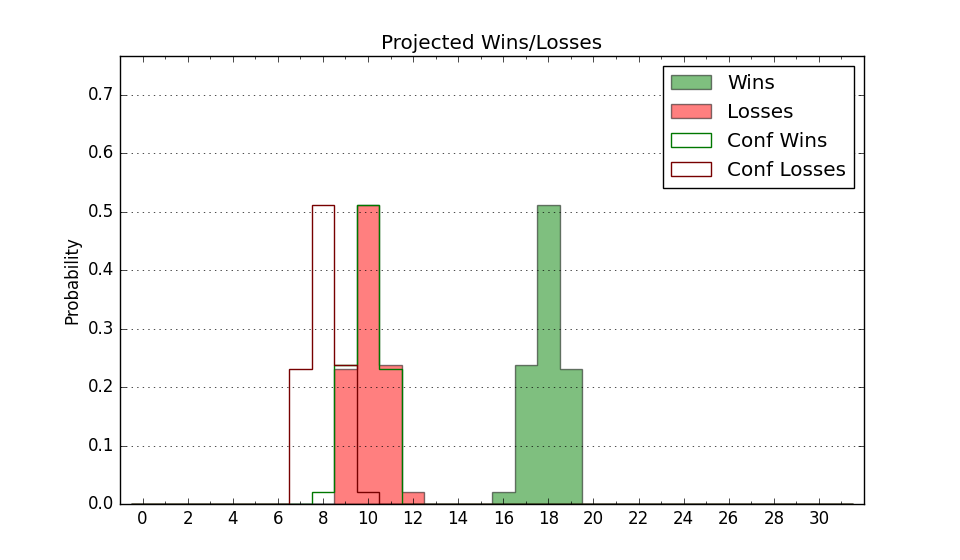 Projected Wins/Losses
Wins
Losses
Conf Wins
Conf Losses
Probability
0.7
0.6
0.5
0.4
0.3
0.2
0.1
0.0
0 2 4 6 8 10 12 14 16 18 20 22 24 26 28 30